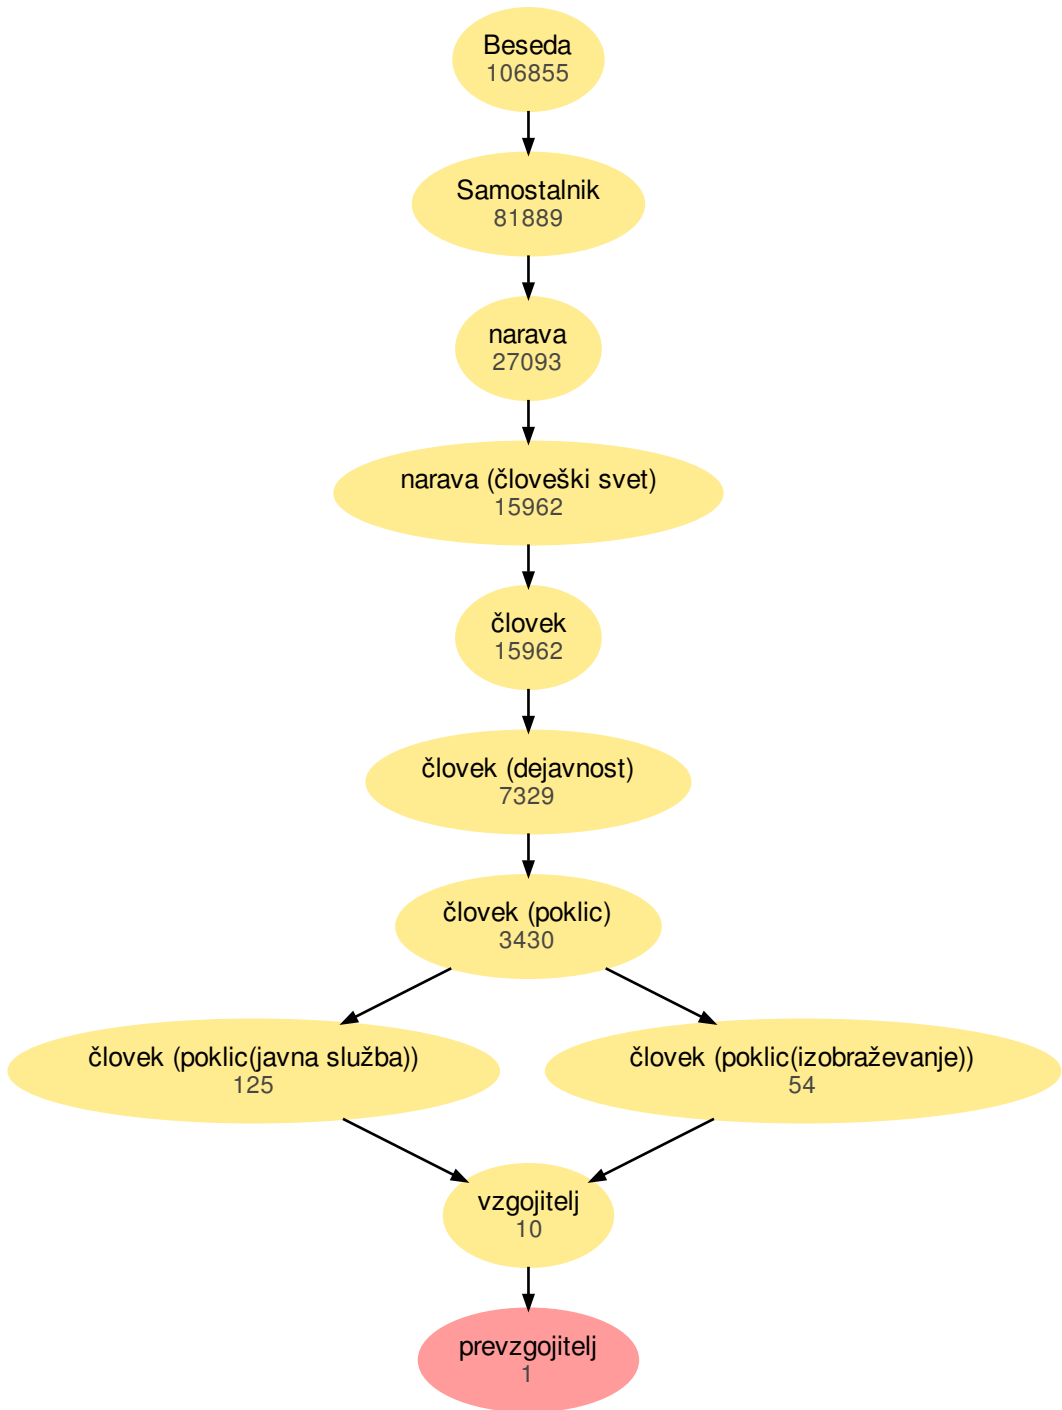 Beseda
106855
Samostalnik
81889
narava
27093
narava (človeški svet)
15962
človek
15962
človek (dejavnost)
7329
človek (poklic)
3430
človek (poklic(javna služba))
125
človek (poklic(izobraževanje))
54
vzgojitelj
10
prevzgojitelj
1